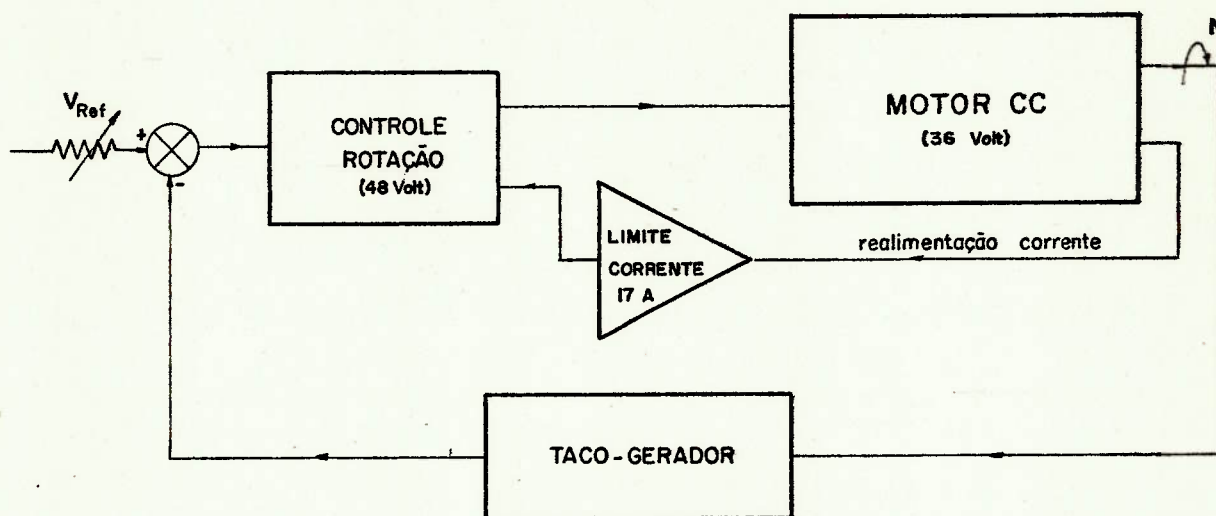 V Ref
+
-
CONTROLE
ROTAÇÃO
(48 Volt)
MOTOR CC
(36 Volt)
LIMITE
CORRENTE
17 A
realimentação corrente
TACO-GERADOR